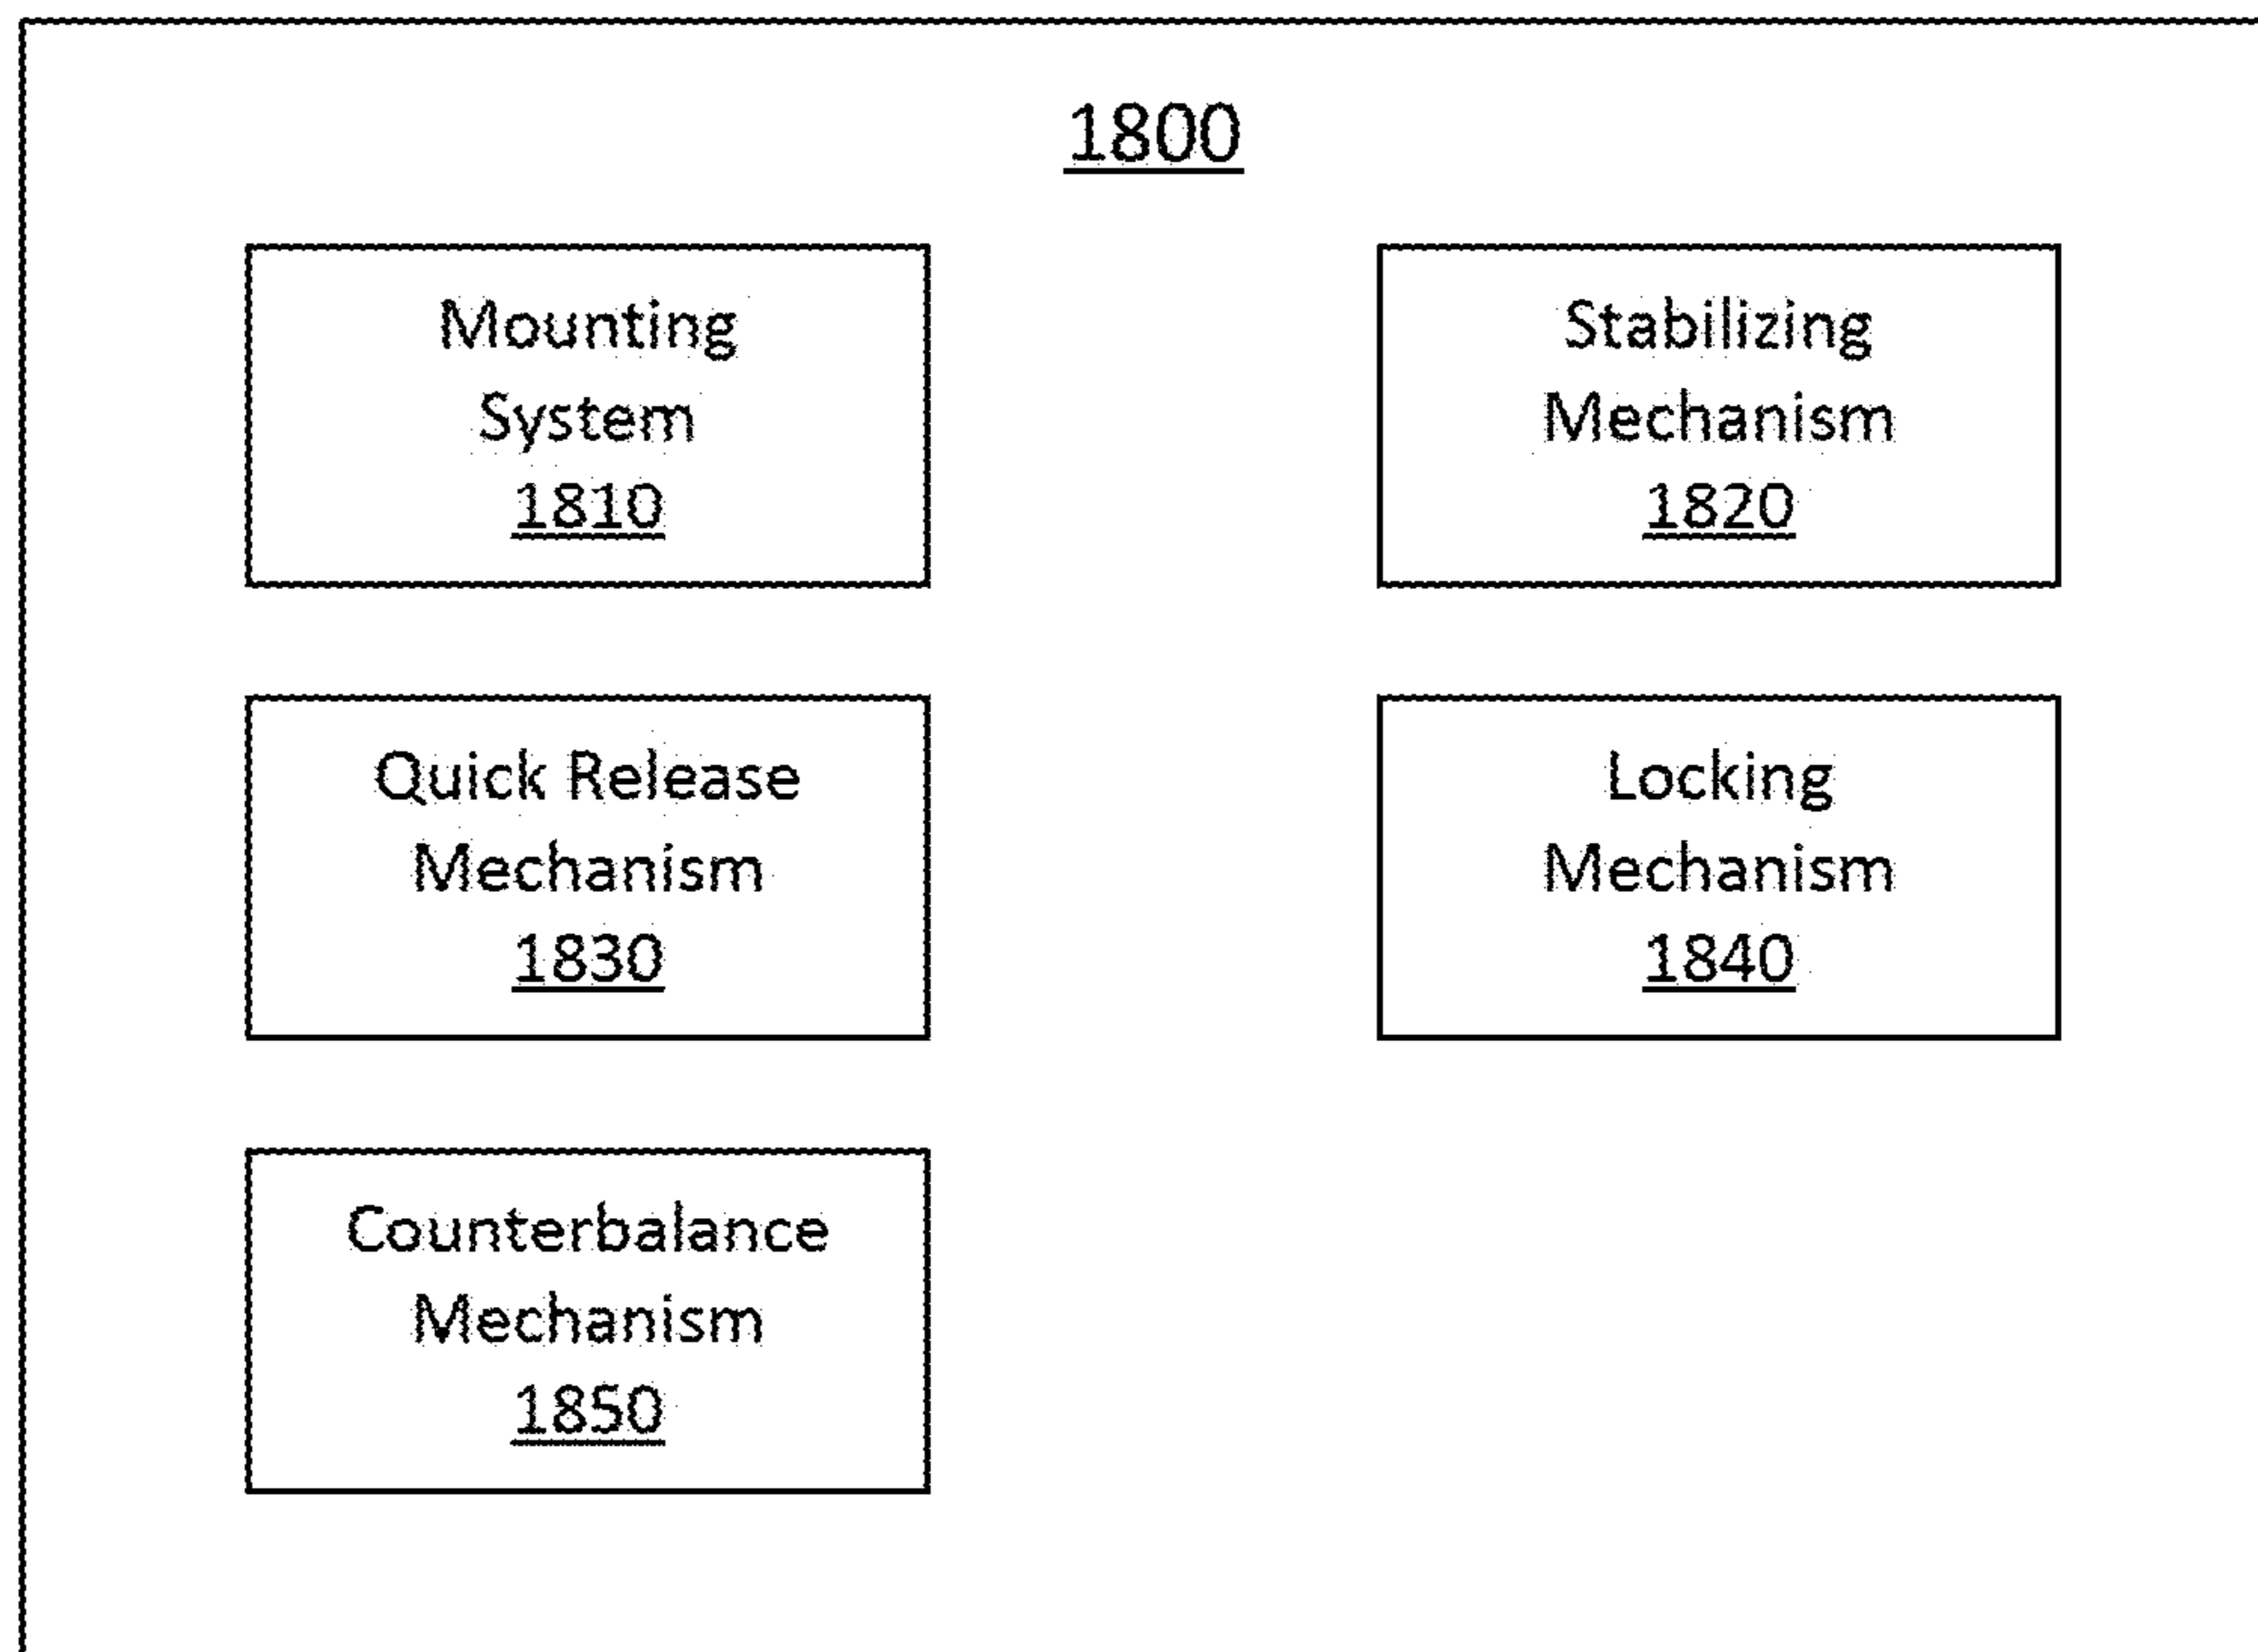 1800
Mounting
System
1810
Stabilizing
Mechanism
1820
Quick Release
Mechanism
1830
Locking
Mechanism
1840
Counterbalance
Mechanism
1850